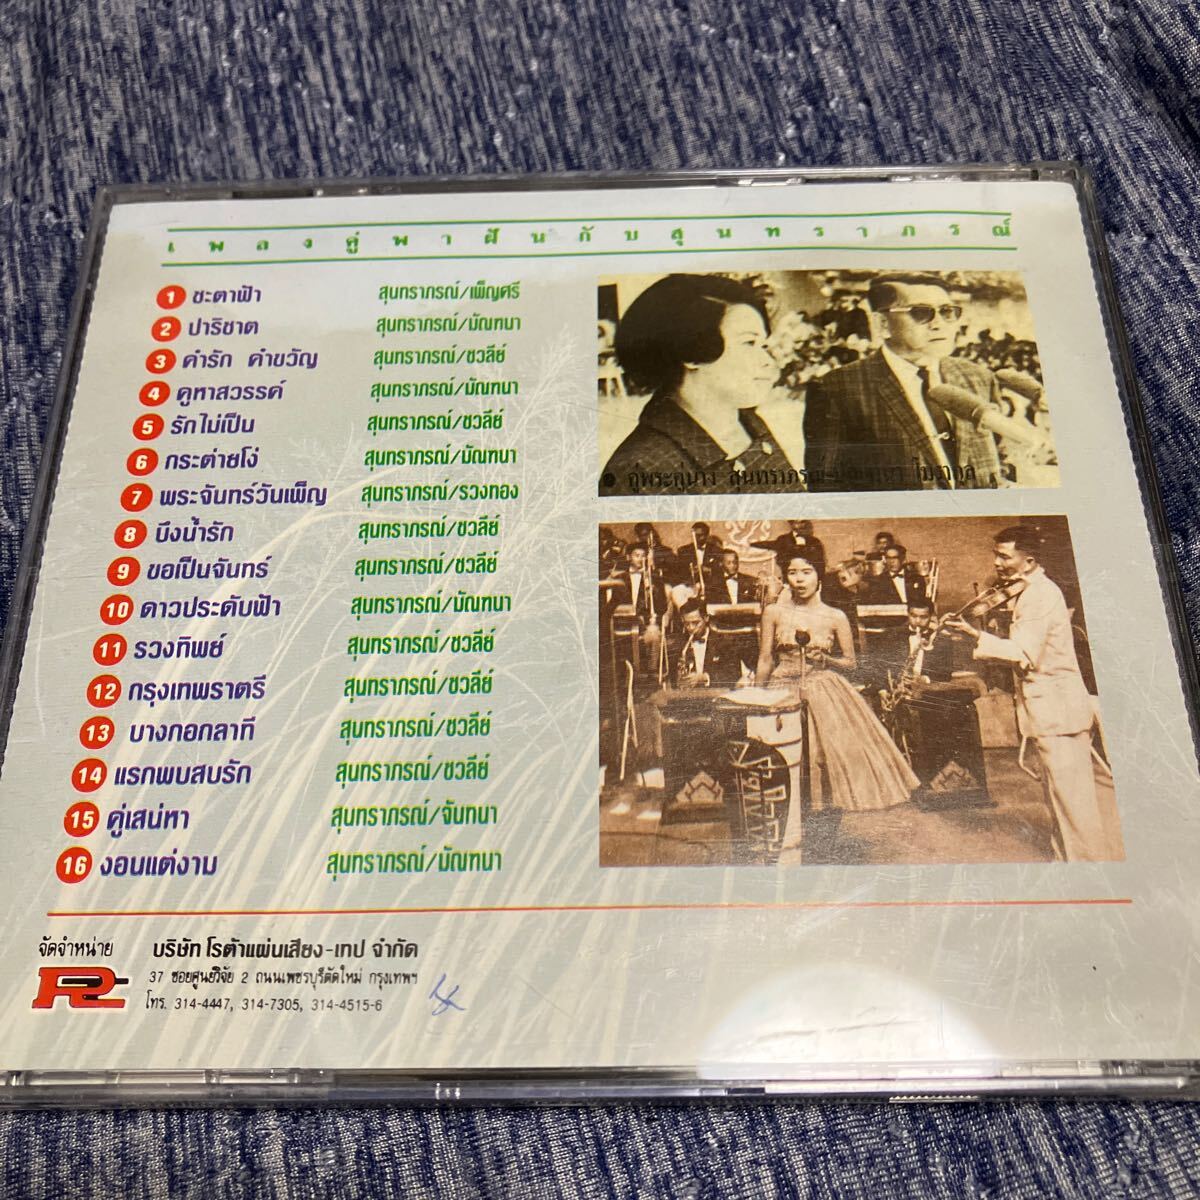 เพลงคู่พาฝันกับสุนทราภรณ์
1 ชะตาฟ้า สุนทราภรณ์/เพ็ญศรี
2 ปาริชาต สุนทราภรณ์/มัณฑนา
3 คำรัก คำขวัญ สุนทราภรณ์/ชวลีย์
4 คูหาสวรรค์ สุนทราภรณ์/มัณฑนา
5 รักไม่เป็น สุนทราภรณ์/ชวลีย์
6 กระต่ายโง่ สุนทราภรณ์/มัณฑนา
7 พระจันทร์วันเพ็ญ สุนทราภรณ์/รวงทอง
8 บึงน้ำรัก สุนทราภรณ์/ชวลีย์
9 ขอเป็นจันทร์ สุนทราภรณ์/ชวลีย์
10 ดาวประดับฟ้า สุนทราภรณ์/มัณฑนา
11 รวงทิพย์ สุนทราภรณ์/ชวลีย์
12 กรุงเทพราตรี สุนทราภรณ์/ชวลีย์
13 บางกอกลาที สุนทราภรณ์/ชวลีย์
14 แรกพบสบรัก สุนทราภรณ์/ชวลีย์
15 คู่เสน่หา สุนทราภรณ์/จันทนา
16 งอนแต่งาม สุนทราภรณ์/มัณฑนา
คู่พระคู่นาง สุนทราภรณ์
จัดจำหน่าย บริษัท โรต้าแผ่นเสียง-เทป จำกัด
37 ซอยศูนย์วิจัย 2 ถนนเพชรบุรีตัดใหม่ กรุงเทพฯ
โทร. 314-4447, 314-7305, 314-4515-6